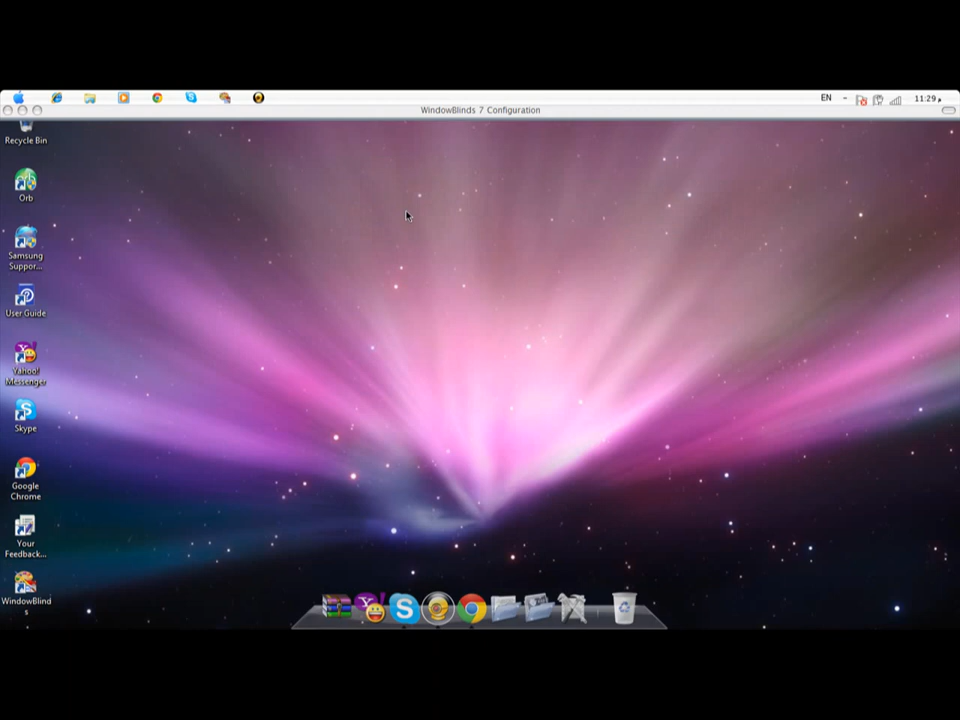 EN
11:29 م
WindowBlinds 7 Configuration
Recycle Bin
Orb
Samsung
Suppor...
User Guide
Yahoo!
Messenger
Skype
Google
Chrome
Your
Feedback...
WindowBlind
s